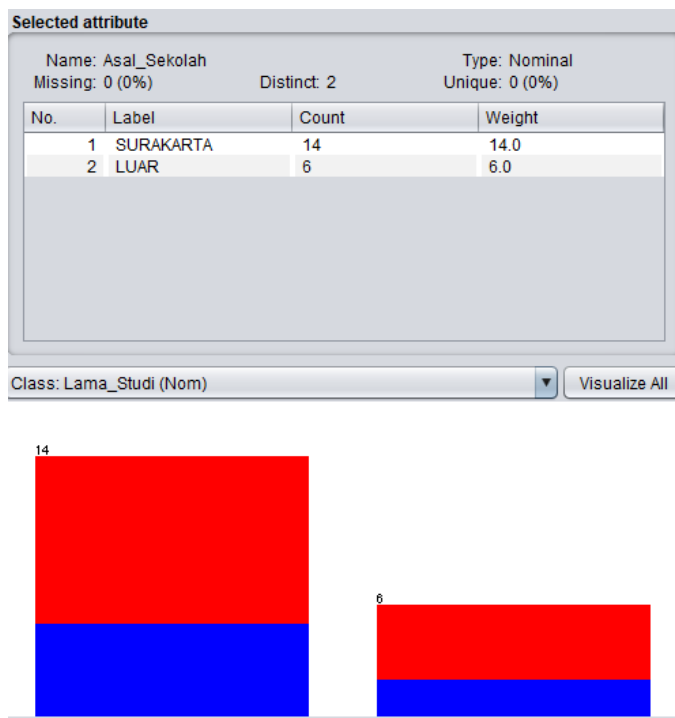 Selected attribute
Name: Asal_Sekolah Type: Nominal
Missing: 0 (0%) Distinct: 2 Unique: 0 (0%)
No. Label Count Weight
1 SURAKARTA 14 14.0
2 LUAR 6 6.0
Class: Lama_Studi (Nom) Visualize All
14
6